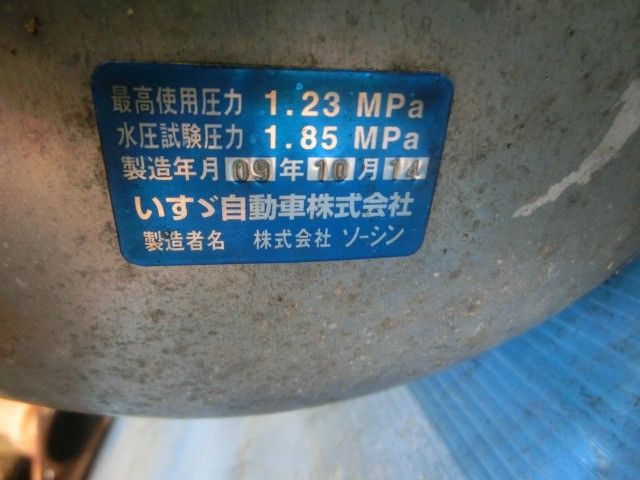 最高使用圧力 1.23 MPa
水圧試験圧力 1.85 MPa
製造年月 09 年 10 月 14
いすゞ自動車株式会社
製造者名 株式会社 ソーシン